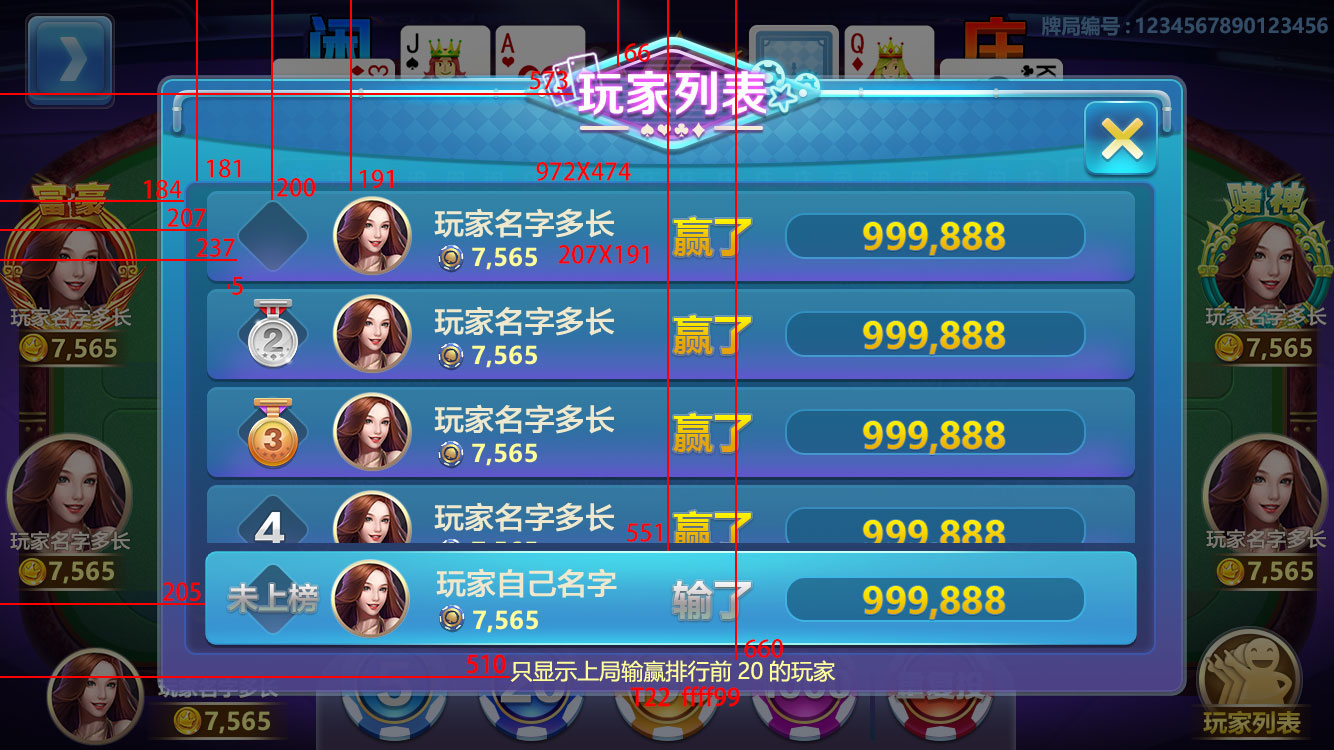 闲
庄
牌局编号:1234567890123456
J
A
Q
K
66
573
玩家列表
181
972X474
184
200
191
207
237
-5
富豪
赌神
玩家名字多长
7,565
207X191
赢了
999,888
2
玩家名字多长
7,565
赢了
999,888
3
玩家名字多长
7,565
赢了
999,888
4
玩家名字多长
551
赢了
999,888
205
未上榜
玩家自己名字
7,565
输了
999,888
660
510
只显示上局输赢排行前 20 的玩家
T22 ffff99
玩家名字多长
7,565
玩家名字多长
7,565
玩家名字多长
7,565
玩家名字多长
7,565
玩家名字多长
7,565
玩家列表